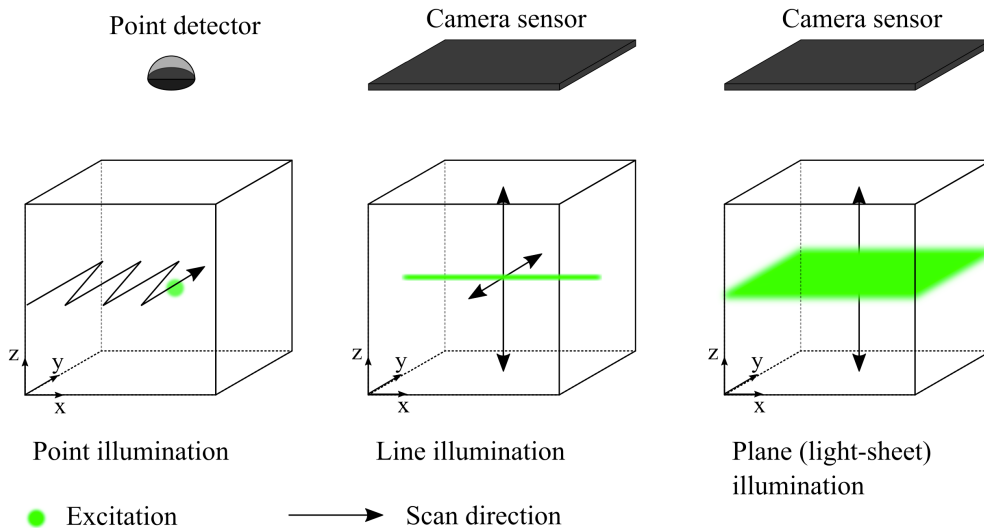 Point detector
Camera sensor
Camera sensor
z
y
x
z
y
x
z
y
x
Point illumination
Line illumination
Plane (light-sheet)
illumination
Excitation
Scan direction